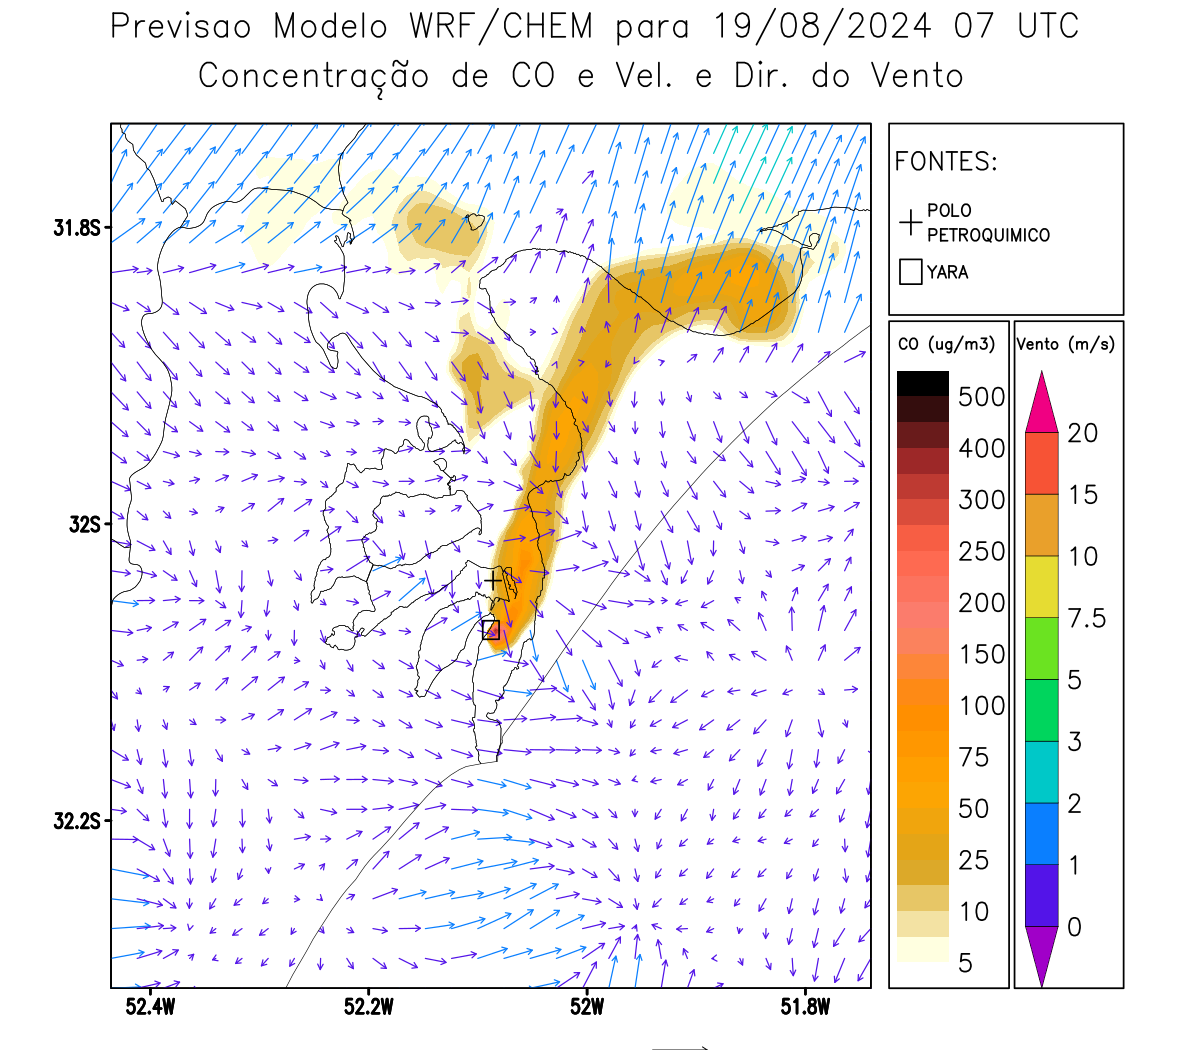 Previsao Modelo WRF/CHEM para 19/08/2024 07 UTC
Concentração de CO e Vel. e Dir. do Vento
FONTES:
POLO
PETROQUIMICO
YARA
CO (ug/m3)
500
400
300
250
200
150
100
75
50
25
10
5
Vento (m/s)
20
15
10
7.5
5
3
2
1
0
31.8S
32S
32.2S
52.4W
52.2W
52W
51.8W